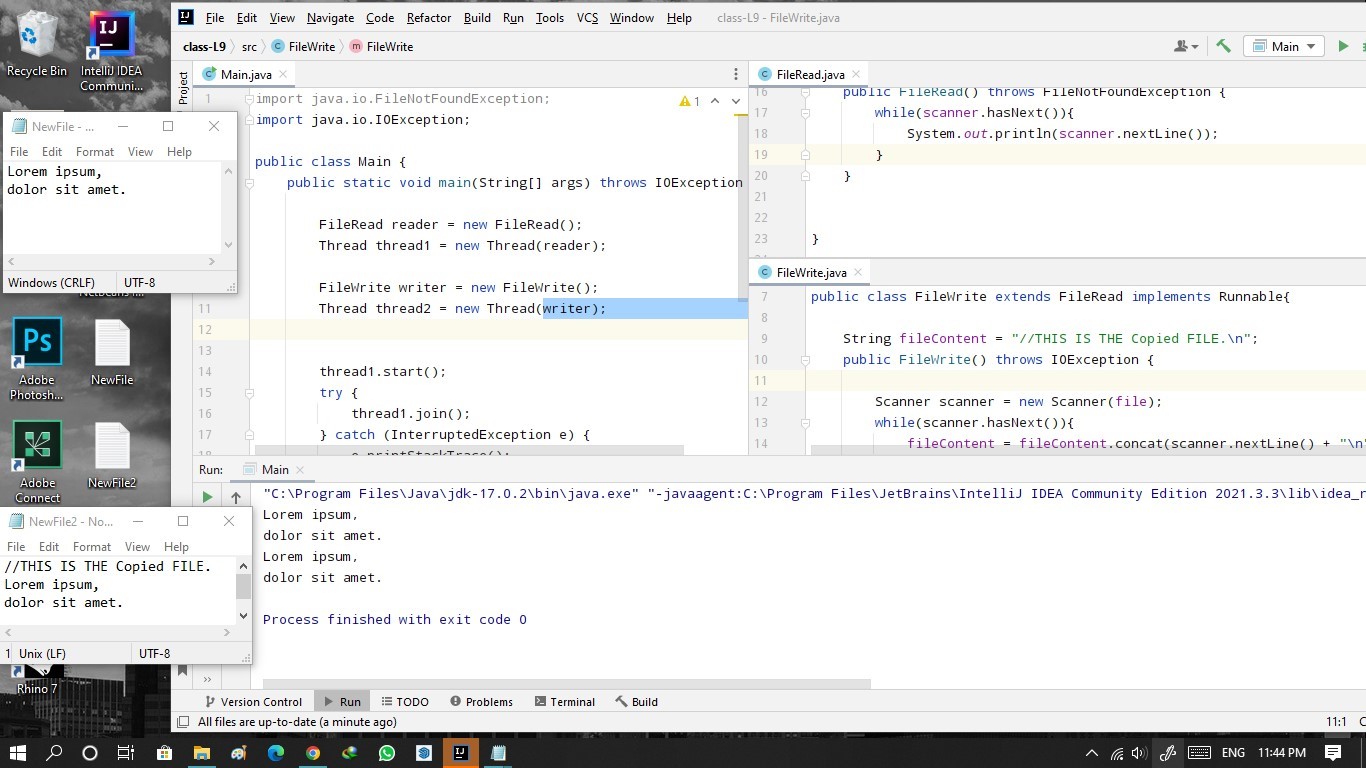 File Edit View Navigate Code Refactor Build Run Tools VCS Window Help class-L9 - FileWrite.java
class-L9 src FileWrite FileWrite
Main
Recycle Bin
IntelliJ IDEA
Communi...
Project
Main.java
1 import java.io.FileNotFoundException;
1
import java.io.IOException;
public class Main {
public static void main(String[] args) throws IOException
FileRead reader = new FileRead();
Thread thread1 = new Thread(reader);
FileWrite writer = new FileWrite();
11 Thread thread2 = new Thread(writer);
12
13
14 thread1.start();
15 try {
16 thread1.join();
17 } catch (InterruptedException e) {
18 e.printStackTrace();
FileRead.java
16 public FileRead() throws FileNotFoundException {
17 while(scanner.hasNext()){
18 System.out.println(scanner.nextLine());
19 }
20 }
21
22
23 }
FileWrite.java
7 public class FileWrite extends FileRead implements Runnable{
8
9 String fileContent = "//THIS IS THE Copied FILE.\n";
10 public FileWrite() throws IOException {
11
12 Scanner scanner = new Scanner(file);
13 while(scanner.hasNext()){
14 fileContent = fileContent.concat(scanner.nextLine() + "\n"
NewFile - ...
File Edit Format View Help
Lorem ipsum,
dolor sit amet.
Windows (CRLF) UTF-8
Ps
Adobe
Photosh...
NewFile
Adobe
Connect
NewFile2
NewFile2 - No...
File Edit Format View Help
//THIS IS THE Copied FILE.
Lorem ipsum,
dolor sit amet.
1 Unix (LF) UTF-8
Rhino 7
Run: Main
"C:\Program Files\Java\jdk-17.0.2\bin\java.exe" "-javaagent:C:\Program Files\JetBrains\IntelliJ IDEA Community Edition 2021.3.3\lib\idea_r
Lorem ipsum,
dolor sit amet.
Lorem ipsum,
dolor sit amet.
Process finished with exit code 0
Version Control Run TODO Problems Terminal Build
All files are up-to-date (a minute ago)
11:1
ENG 11:44 PM